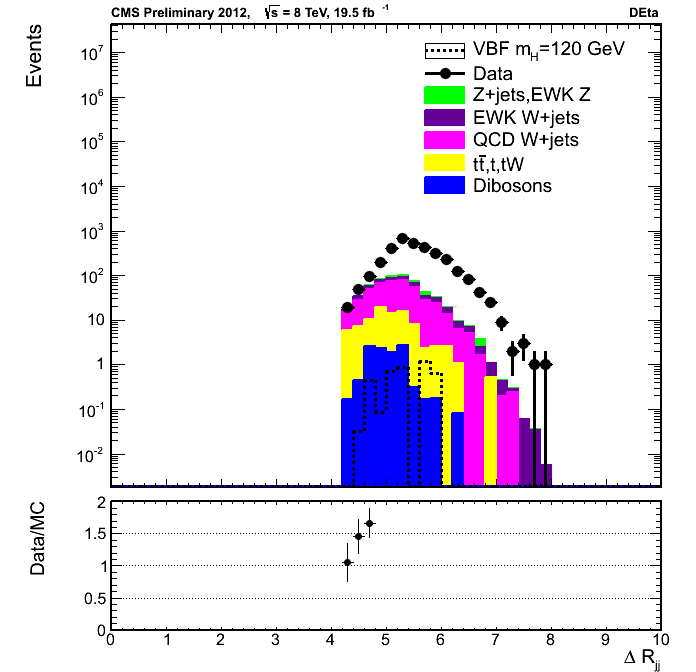 CMS Preliminary 2012, √s = 8 TeV, 19.5 fb⁻¹ DEta
Events
10⁷
10⁶
10⁵
10⁴
10³
10²
10
1
10⁻¹
10⁻²
VBF m_H=120 GeV
Data
Z+jets,EWK Z
EWK W+jets
QCD W+jets
tt̄,t,tW
Dibosons
Data/MC
2
1.5
1
0.5
0
0 1 2 3 4 5 6 7 8 9 10
Δ R_jj